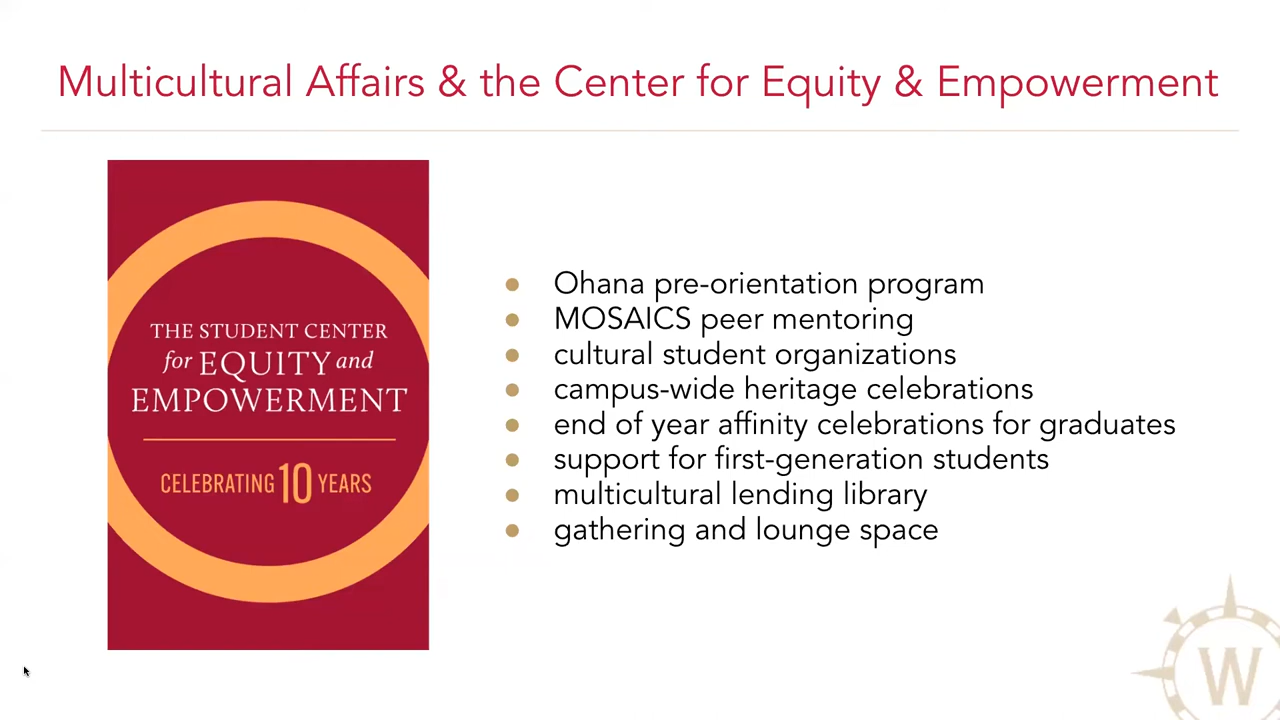 Multicultural Affairs & the Center for Equity & Empowerment
THE STUDENT CENTER
for EQUITY and
EMPOWERMENT
CELEBRATING 10 YEARS
● Ohana pre-orientation program
● MOSAICS peer mentoring
● cultural student organizations
● campus-wide heritage celebrations
● end of year affinity celebrations for graduates
● support for first-generation students
● multicultural lending library
● gathering and lounge space
W